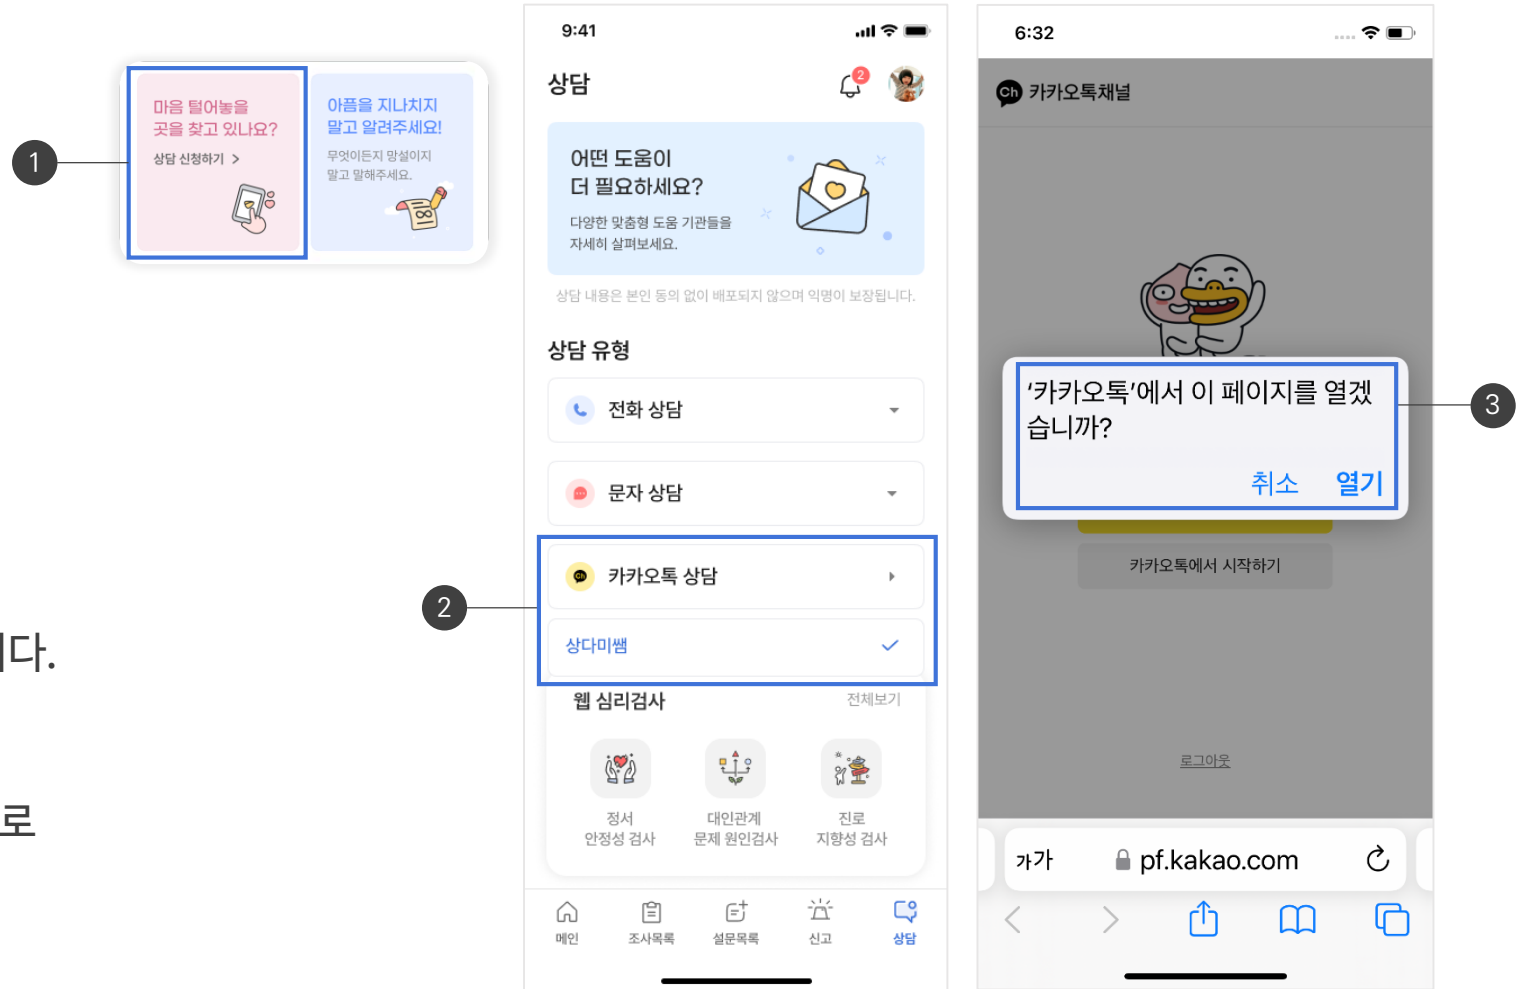 1
마음 털어놓을
곳을 찾고 있나요?
상담 신청하기 >
아픔을 지나치지
말고 알려주세요!
무엇이든지 망설이지
말고 말해주세요.
니다.
로
9:41
상담
2
어떤 도움이
더 필요하세요?
다양한 맞춤형 도움 기관들을
자세히 살펴보세요.
상담 내용은 본인 동의 없이 배포되지 않으며 익명이 보장됩니다.
상담 유형
전화 상담
문자 상담
2
Ch 카카오톡 상담
상다미쌤
웹 심리검사
전체보기
정서
안정성 검사
대인관계
문제 원인검사
진로
지향성 검사
메인
조사목록
설문목록
신고
상담
6:32
Ch 카카오톡채널
‘카카오톡’에서 이 페이지를 열겠
습니까?
취소
열기
3
카카오톡에서 시작하기
로그아웃
가가
pf.kakao.com